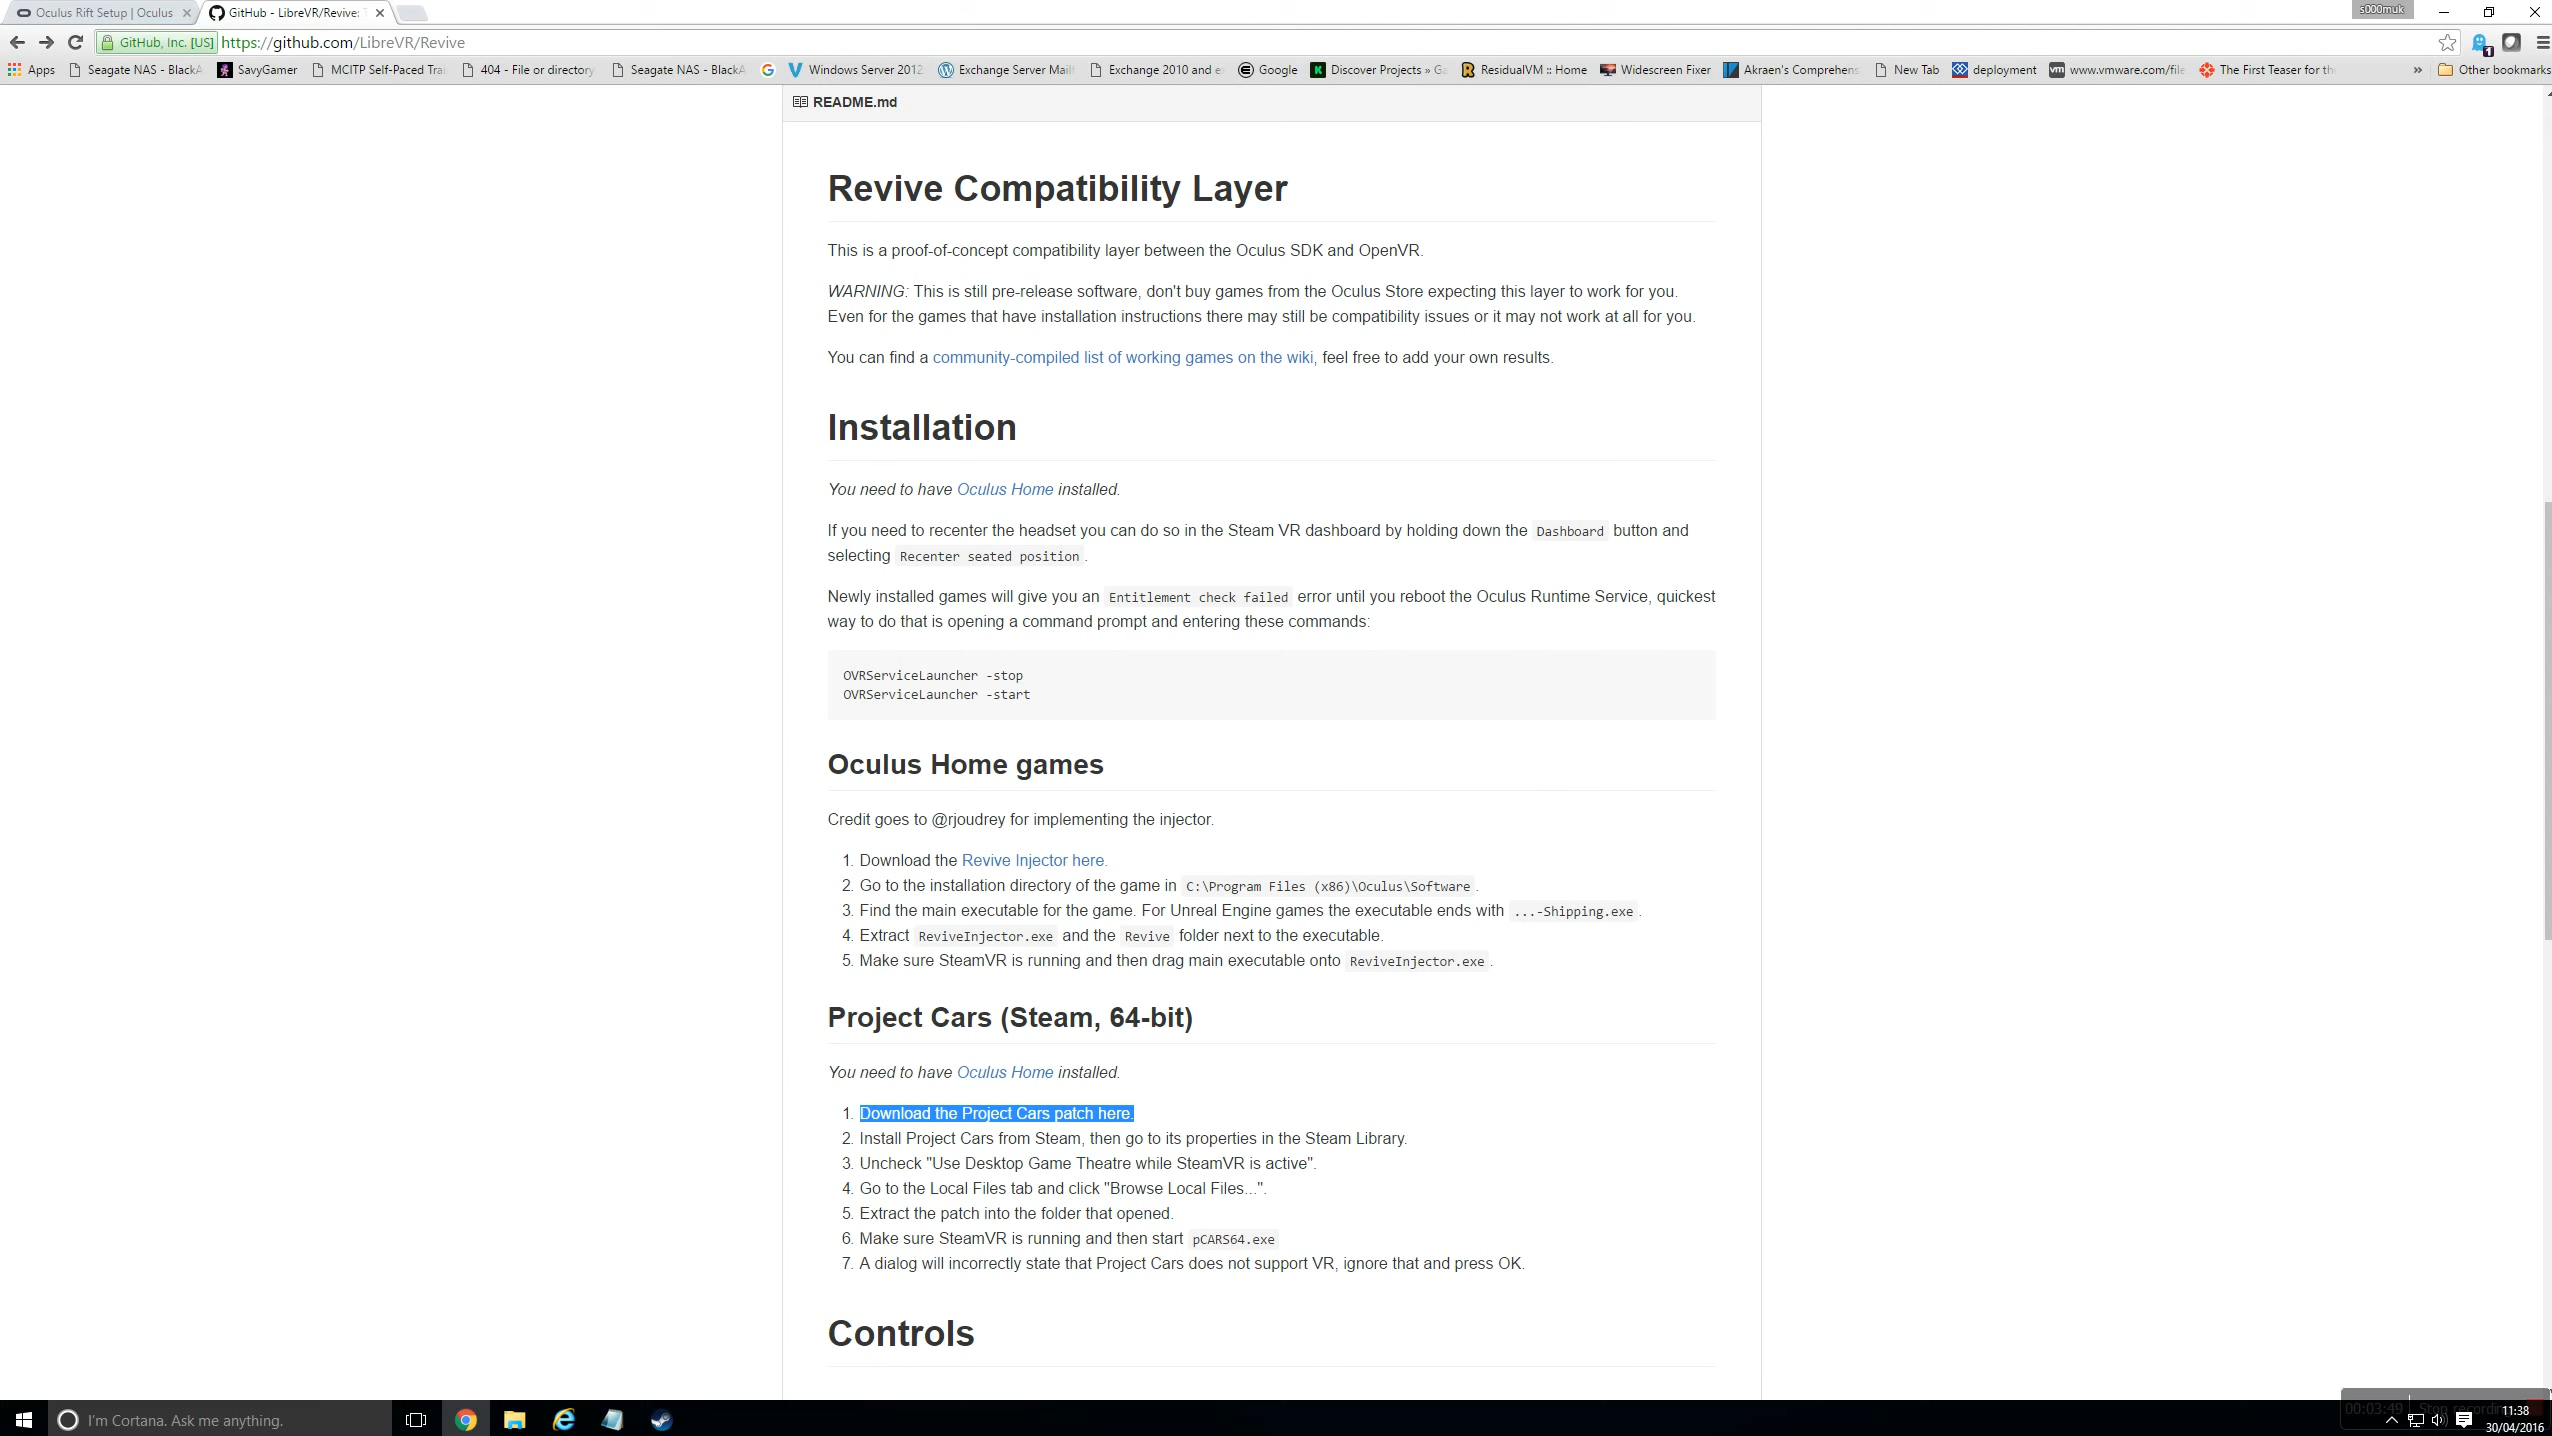 Oculus Rift Setup | Oculus
GitHub - LibreVR/Revive:
s000muk
GitHub, Inc. [US] https://github.com/LibreVR/Revive
Apps Seagate NAS - BlackA SavyGamer MCITP Self-Paced Trai 404 - File or directory Seagate NAS - BlackA Windows Server 2012 Exchange Server Mail Exchange 2010 and e Google Discover Projects » Ga ResidualVM :: Home Widescreen Fixer Akraen's Comprehens New Tab deployment www.vmware.com/file The First Teaser for th » Other bookmarks
README.md
Revive Compatibility Layer
This is a proof-of-concept compatibility layer between the Oculus SDK and OpenVR.
WARNING: This is still pre-release software, don't buy games from the Oculus Store expecting this layer to work for you.
Even for the games that have installation instructions there may still be compatibility issues or it may not work at all for you.
You can find a community-compiled list of working games on the wiki, feel free to add your own results.
Installation
You need to have Oculus Home installed.
If you need to recenter the headset you can do so in the Steam VR dashboard by holding down the Dashboard button and
selecting Recenter seated position.
Newly installed games will give you an Entitlement check failed error until you reboot the Oculus Runtime Service, quickest
way to do that is opening a command prompt and entering these commands:
OVRServiceLauncher -stop
OVRServiceLauncher -start
Oculus Home games
Credit goes to @rjoudrey for implementing the injector.
1. Download the Revive Injector here.
2. Go to the installation directory of the game in C:\Program Files (x86)\Oculus\Software.
3. Find the main executable for the game. For Unreal Engine games the executable ends with ...-Shipping.exe.
4. Extract ReviveInjector.exe and the Revive folder next to the executable.
5. Make sure SteamVR is running and then drag main executable onto ReviveInjector.exe.
Project Cars (Steam, 64-bit)
You need to have Oculus Home installed.
1. Download the Project Cars patch here.
2. Install Project Cars from Steam, then go to its properties in the Steam Library.
3. Uncheck "Use Desktop Game Theatre while SteamVR is active".
4. Go to the Local Files tab and click "Browse Local Files...".
5. Extract the patch into the folder that opened.
6. Make sure SteamVR is running and then start pCARS64.exe
7. A dialog will incorrectly state that Project Cars does not support VR, ignore that and press OK.
Controls
I'm Cortana. Ask me anything.
00:03:49 Stop recording
11:38
30/04/2016